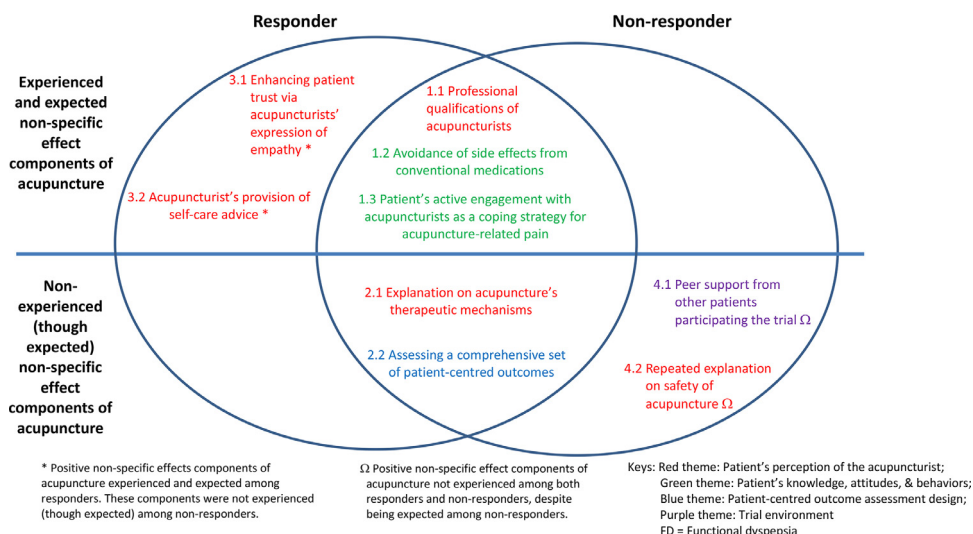 Responder
Non-responder
Experienced
and expected
non-specific
effect
components of
acupuncture
3.1 Enhancing patient
trust via
acupuncturists’
expression of
empathy *
3.2 Acupuncturist’s provision of
self-care advice *
1.1 Professional
qualifications of
acupuncturists
1.2 Avoidance of side effects from
conventional medications
1.3 Patient’s active engagement with
acupuncturists as a coping strategy for
acupuncture-related pain
Non-
experienced
(though
expected)
non-specific
effect
components of
acupuncture
2.1 Explanation on acupuncture’s
therapeutic mechanisms
2.2 Assessing a comprehensive set
of patient-centred outcomes
4.1 Peer support from
other patients
participating the trial Ω
4.2 Repeated explanation
on safety of
acupuncture Ω
* Positive non-specific effects components of
acupuncture experienced and expected among
responders. These components were not experienced
(though expected) among non-responders.
Ω Positive non-specific effect components of
acupuncture not experienced among both
responders and non-responders, despite
being expected among non-responders.
Keys: Red theme: Patient’s perception of the acupuncturist;
Green theme: Patient’s knowledge, attitudes, & behaviors;
Blue theme: Patient-centred outcome assessment design;
Purple theme: Trial environment
FD = Functional dyspepsia